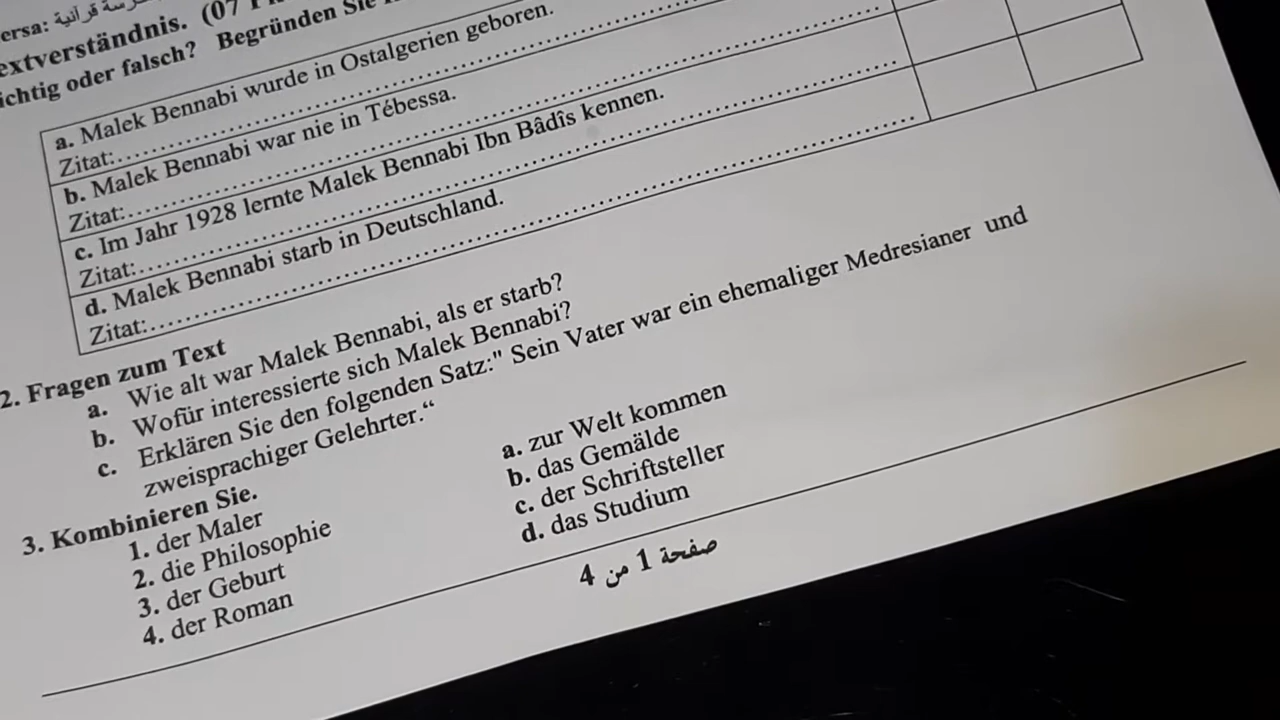 ersa: مدرسة قرآنية
extverständnis. (07
ichtig oder falsch? Begründen Sie
a. Malek Bennabi wurde in Ostalgerien geboren.
Zitat:
b. Malek Bennabi war nie in Tébessa.
Zitat:
c. Im Jahr 1928 lernte Malek Bennabi Ibn Bâdîs kennen.
Zitat:
d. Malek Bennabi starb in Deutschland.
Zitat:
2. Fragen zum Text
a. Wie alt war Malek Bennabi, als er starb?
b. Wofür interessierte sich Malek Bennabi?
c. Erklären Sie den folgenden Satz:" Sein Vater war ein ehemaliger Medresianer und
zweisprachiger Gelehrter.“
3. Kombinieren Sie.
1. der Maler
2. die Philosophie
3. der Geburt
4. der Roman
a. zur Welt kommen
b. das Gemälde
c. der Schriftsteller
d. das Studium
صفحة 1 من 4